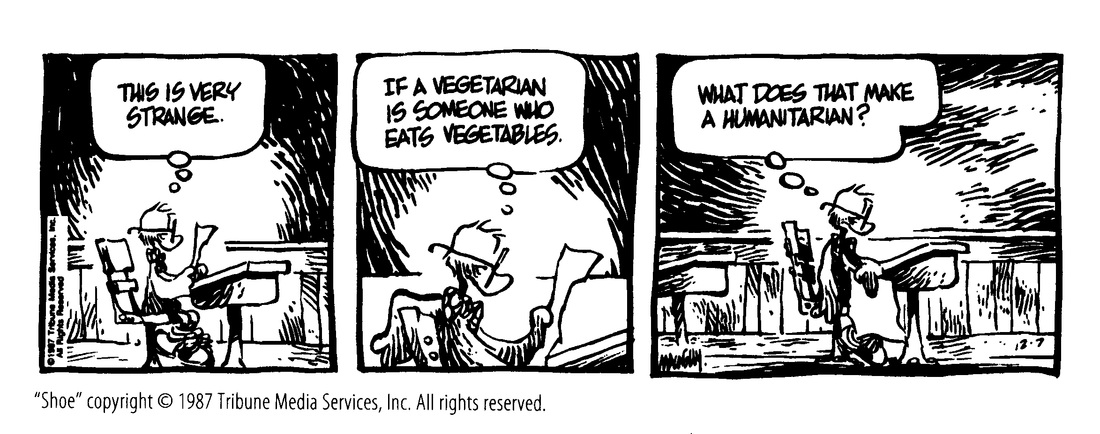 THIS IS VERY
STRANGE.
IF A VEGETARIAN
IS SOMEONE WHO
EATS VEGETABLES.
WHAT DOES THAT MAKE
A HUMANITARIAN?
©1987 Tribune Media Services, Inc.
All Rights Reserved
12-7
"Shoe" copyright © 1987 Tribune Media Services, Inc. All rights reserved.